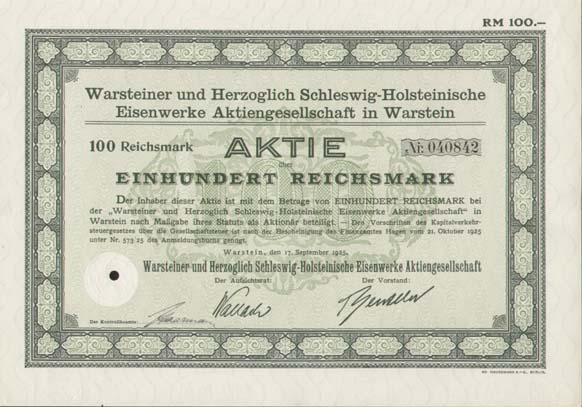 RM 100.—
Warsteiner und Herzoglich Schleswig-Holsteinische
Eisenwerke Aktiengesellschaft in Warstein
100 Reichsmark AKTIE Nr. 040842
über
EINHUNDERT REICHSMARK
Der Inhaber dieser Aktie ist mit dem Betrage von EINHUNDERT REICHSMARK bei
der „Warsteiner und Herzoglich Schleswig-Holsteinische Eisenwerke Aktiengesellschaft" in
Warstein nach Maßgabe ihres Statuts als Aktionär beteiligt. — Den Vorschriften des Kapitalverkehr-
steuergesetzes über die Gesellschaftsteuer ist nach der Bescheinigung des Finanzamtes Hagen vom 21. Oktober 1925
unter Nr. 573/25 des Anmeldungsbuchs genügt.
Warstein, den 17. September 1925.
Warsteiner und Herzoglich Schleswig-Holsteinische Eisenwerke Aktiengesellschaft
Der Aufsichtsrat: Der Vorstand:
Wallach
Der Kontrollbeamte: